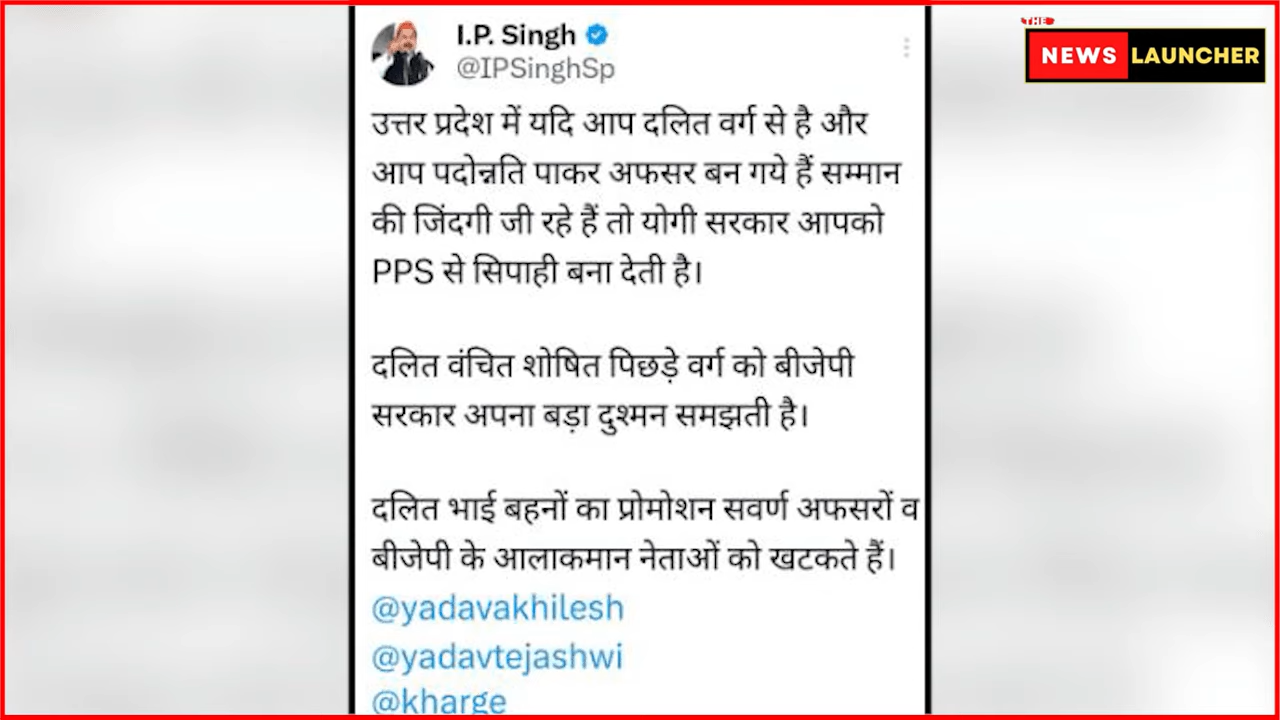 I.P. Singh
@IPSinghSp
THE
NEWS LAUNCHER
उत्तर प्रदेश में यदि आप दलित वर्ग से है और
आप पदोन्नति पाकर अफसर बन गये हैं सम्मान
की जिंदगी जी रहे हैं तो योगी सरकार आपको
PPS से सिपाही बना देती है।
दलित वंचित शोषित पिछड़े वर्ग को बीजेपी
सरकार अपना बड़ा दुश्मन समझती है।
दलित भाई बहनों का प्रोमोशन सवर्ण अफसरों व
बीजेपी के आलाकमान नेताओं को खटकते हैं।
@yadavakhilesh
@yadavtejashwi
@kharge